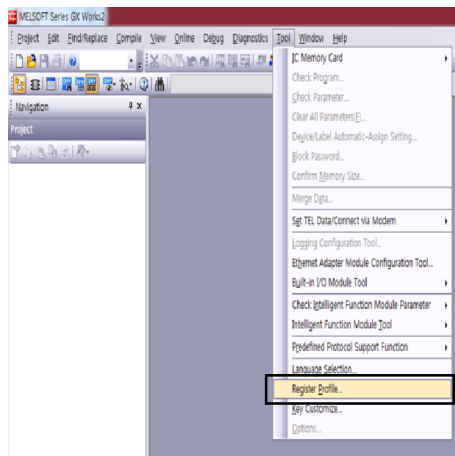 MELSOFT Series GX Works2
Project Edit Find/Replace Compile View Online Debug Diagnostics Tool Window Help
Navigation
Project
IC Memory Card
Check Program...
Check Parameter...
Clear All Parameters(F)...
Device/Label Automatic-Assign Setting...
Block Password...
Confirm Memory Size...
Merge Data...
Set TEL Data/Connect via Modem
Logging Configuration Tool...
Ethernet Adapter Module Configuration Tool...
Built-in I/O Module Tool
Check Intelligent Function Module Parameter
Intelligent Function Module Tool
Predefined Protocol Support Function
Language Selection...
Register Profile...
Key Customize...
Options...